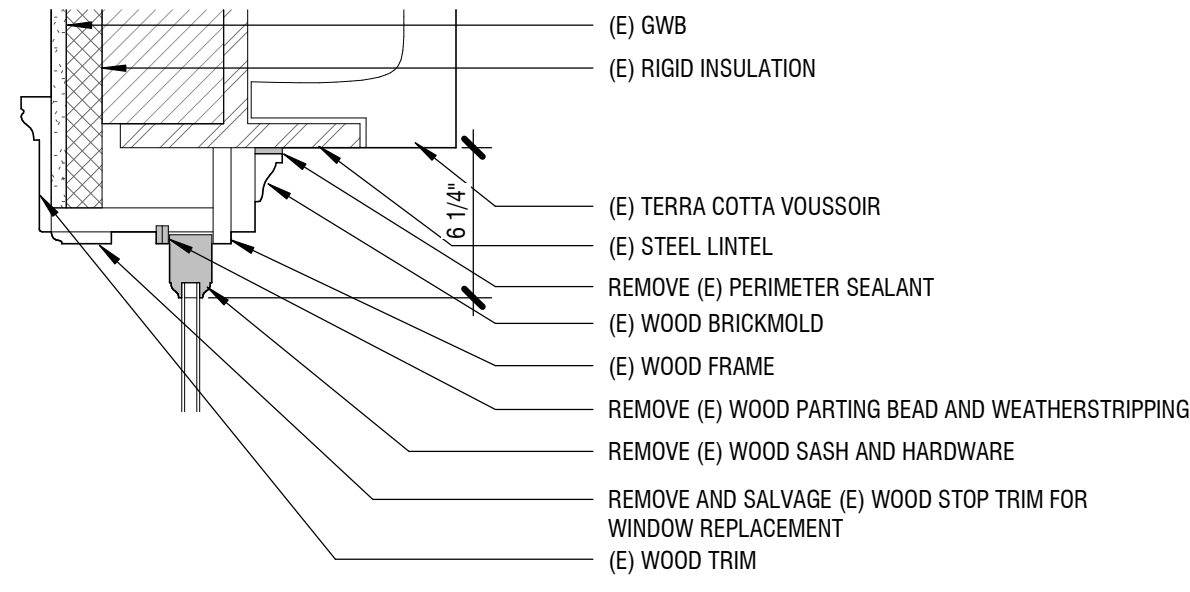 (E) GWB
(E) RIGID INSULATION
6 1/4"
(E) TERRA COTTA VOUSSOIR
(E) STEEL LINTEL
REMOVE (E) PERIMETER SEALANT
(E) WOOD BRICKMOLD
(E) WOOD FRAME
REMOVE (E) WOOD PARTING BEAD AND WEATHERSTRIPPING
REMOVE (E) WOOD SASH AND HARDWARE
REMOVE AND SALVAGE (E) WOOD STOP TRIM FOR
WINDOW REPLACEMENT
(E) WOOD TRIM